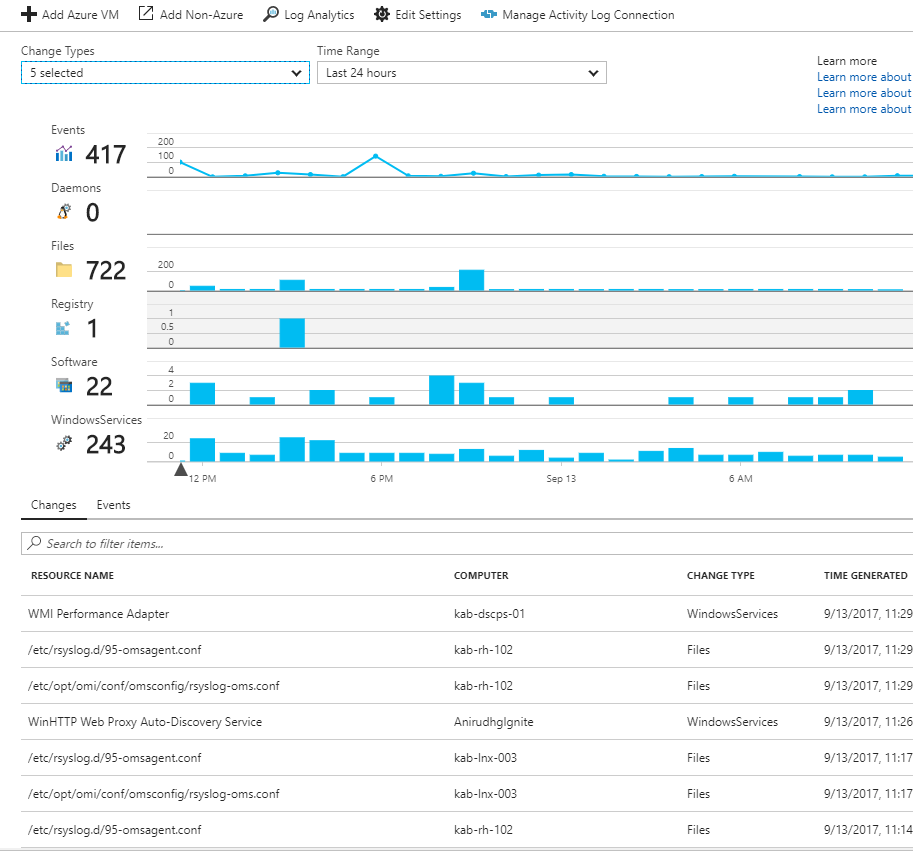 Add Azure VM Add Non-Azure Log Analytics Edit Settings Manage Activity Log Connection
Change Types Time Range
5 selected Last 24 hours
Learn more
Learn more about
Learn more about
Learn more about
Events
417
200
100
0
Daemons
0
Files
722
200
0
Registry
1
1
0.5
0
Software
22
4
2
0
WindowsServices
243
20
0
12 PM 6 PM Sep 13 6 AM
Changes Events
Search to filter items...
RESOURCE NAME COMPUTER CHANGE TYPE TIME GENERATED
WMI Performance Adapter kab-dscps-01 WindowsServices 9/13/2017, 11:29
/etc/rsyslog.d/95-omsagent.conf kab-rh-102 Files 9/13/2017, 11:29
/etc/opt/omi/conf/omsconfig/rsyslog-oms.conf kab-rh-102 Files 9/13/2017, 11:29
WinHTTP Web Proxy Auto-Discovery Service AnirudhgIgnite WindowsServices 9/13/2017, 11:26
/etc/rsyslog.d/95-omsagent.conf kab-lnx-003 Files 9/13/2017, 11:17
/etc/opt/omi/conf/omsconfig/rsyslog-oms.conf kab-lnx-003 Files 9/13/2017, 11:17
/etc/rsyslog.d/95-omsagent.conf kab-rh-102 Files 9/13/2017, 11:14